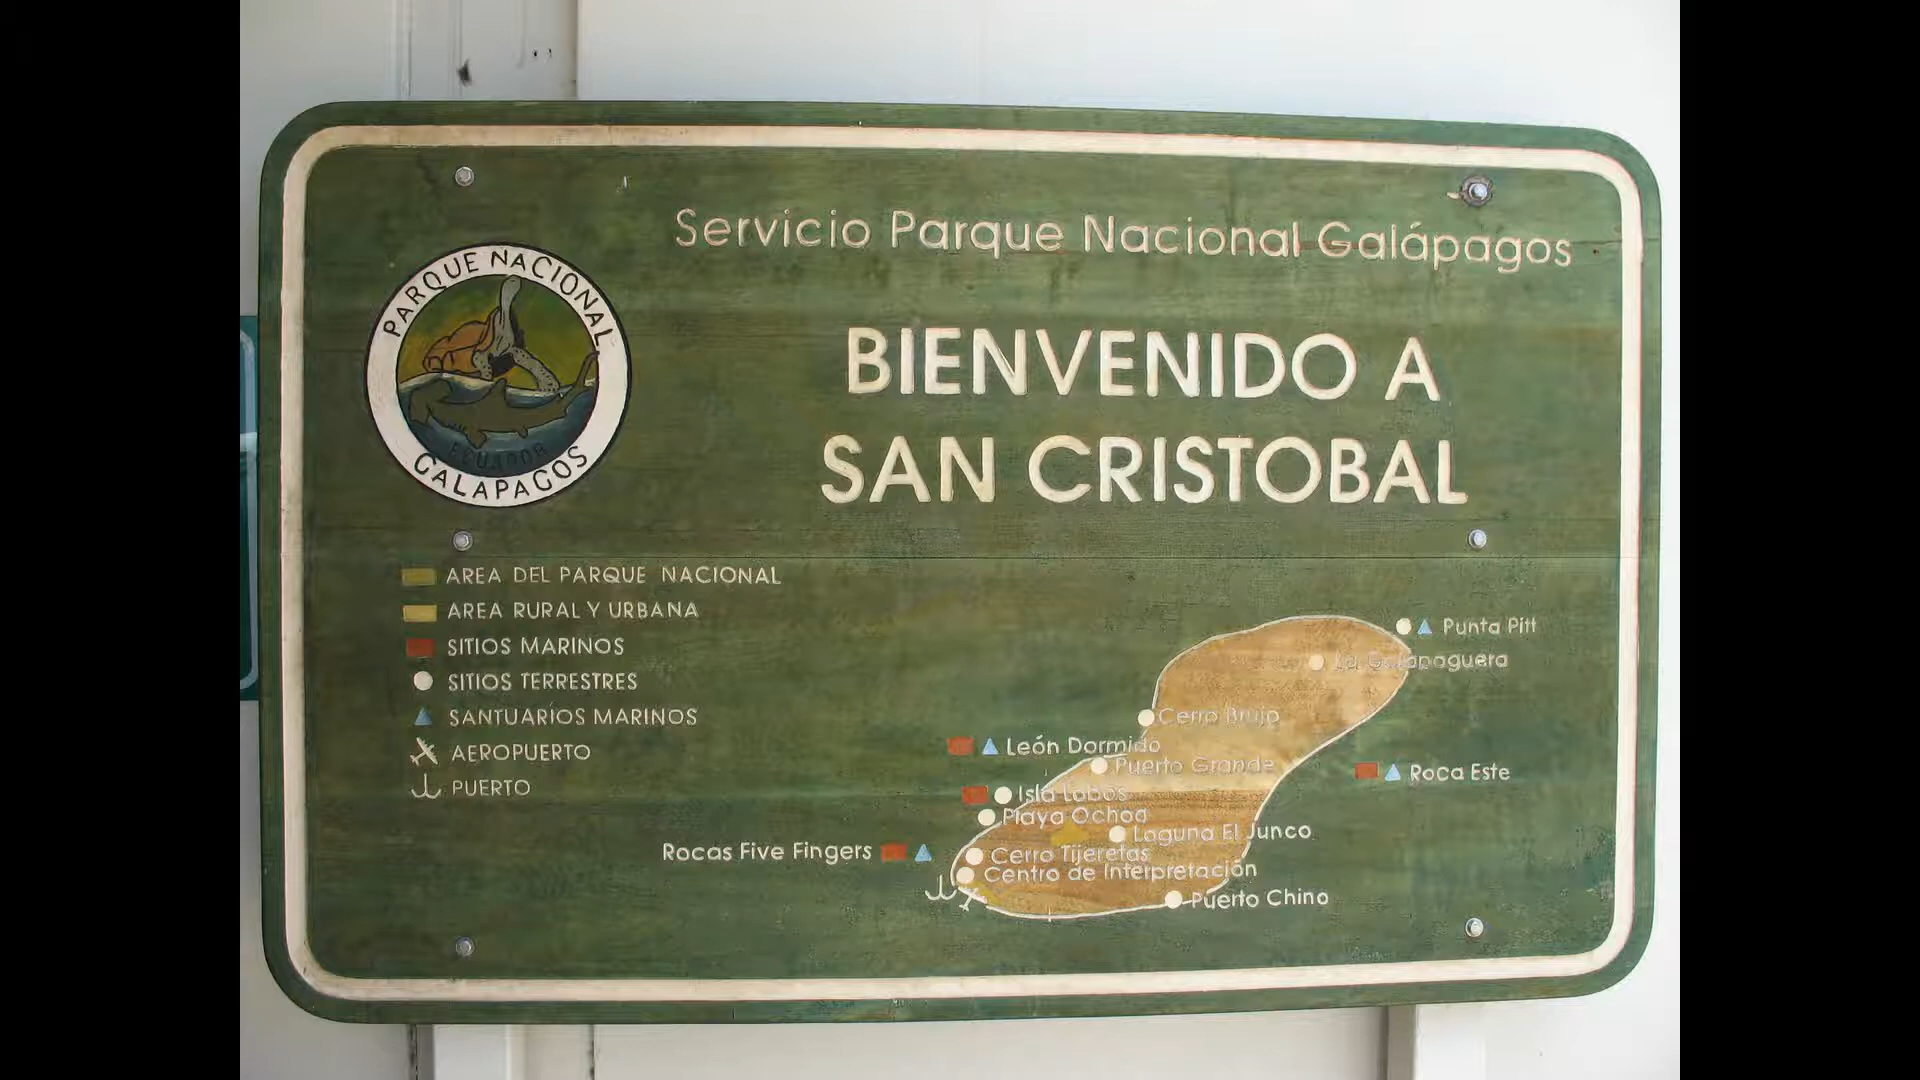 Servicio Parque Nacional Galápagos
PARQUE NACIONAL
ECUADOR
GALAPAGOS
BIENVENIDO A
SAN CRISTOBAL
AREA DEL PARQUE NACIONAL
AREA RURAL Y URBANA
SITIOS MARINOS
SITIOS TERRESTRES
SANTUARIOS MARINOS
AEROPUERTO
PUERTO
Punta Pitt
La Galapaguera
Cerro Brujo
León Dormido
Puerto Grande
Roca Este
Isla Lobos
Playa Ochoa
Laguna El Junco
Rocas Five Fingers
Cerro Tijeretas
Centro de Interpretación
Puerto Chino